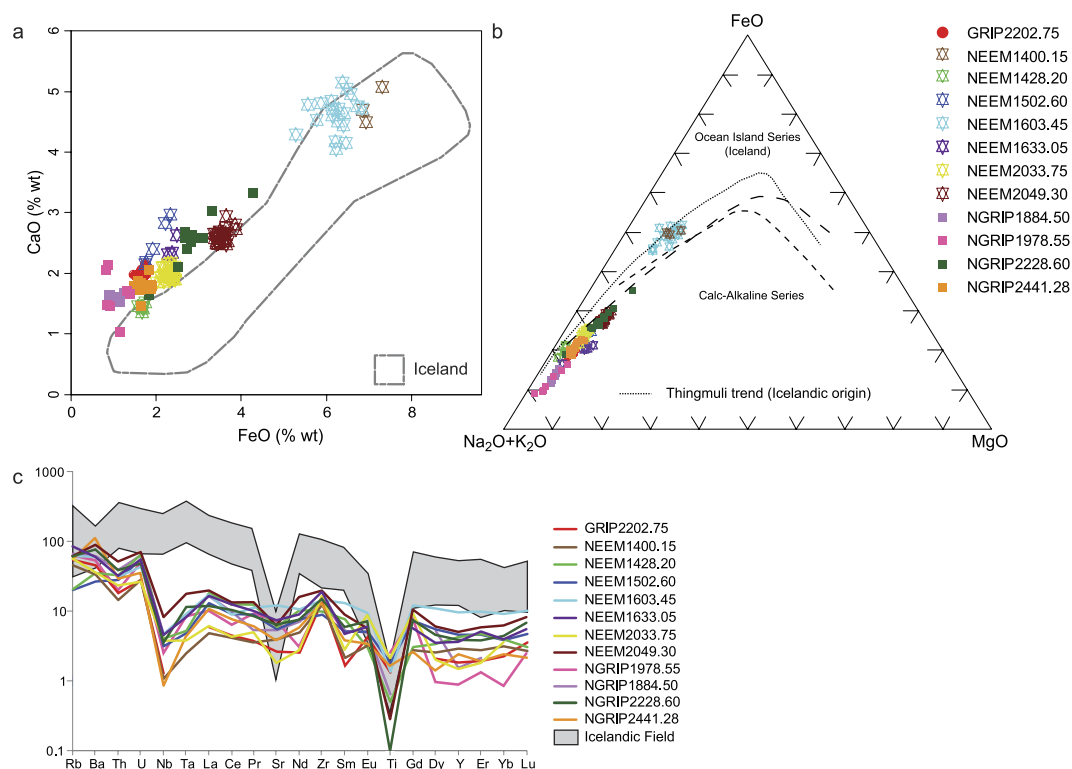 a
6
5
4
3
2
1
0
CaO (% wt)
0
2
4
6
8
FeO (% wt)
Iceland
b
FeO
Ocean Island Series
(Iceland)
Calc-Alkaline Series
Thingmuli trend (Icelandic origin)
Na₂O+K₂O
MgO
GRIP2202.75
NEEM1400.15
NEEM1428.20
NEEM1502.60
NEEM1603.45
NEEM1633.05
NEEM2033.75
NEEM2049.30
NGRIP1884.50
NGRIP1978.55
NGRIP2228.60
NGRIP2441.28
c
1000
100
10
1
0.1
Rb Ba Th U Nb Ta La Ce Pr Sr Nd Zr Sm Eu Ti Gd Dy Y Er Yb Lu
GRIP2202.75
NEEM1400.15
NEEM1428.20
NEEM1502.60
NEEM1603.45
NEEM1633.05
NEEM2033.75
NEEM2049.30
NGRIP1978.55
NGRIP1884.50
NGRIP2228.60
NGRIP2441.28
Icelandic Field